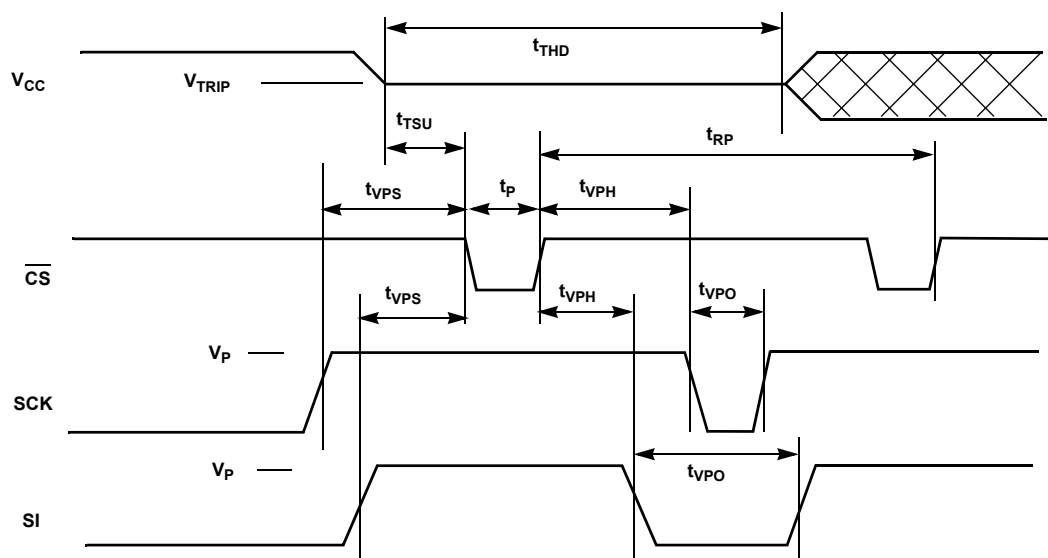 t_THD
V_CC
V_TRIP
t_TSU
t_RP
t_VPS
t_P
t_VPH
CS
t_VPS
t_VPH
t_VPO
V_P
SCK
V_P
t_VPO
SI